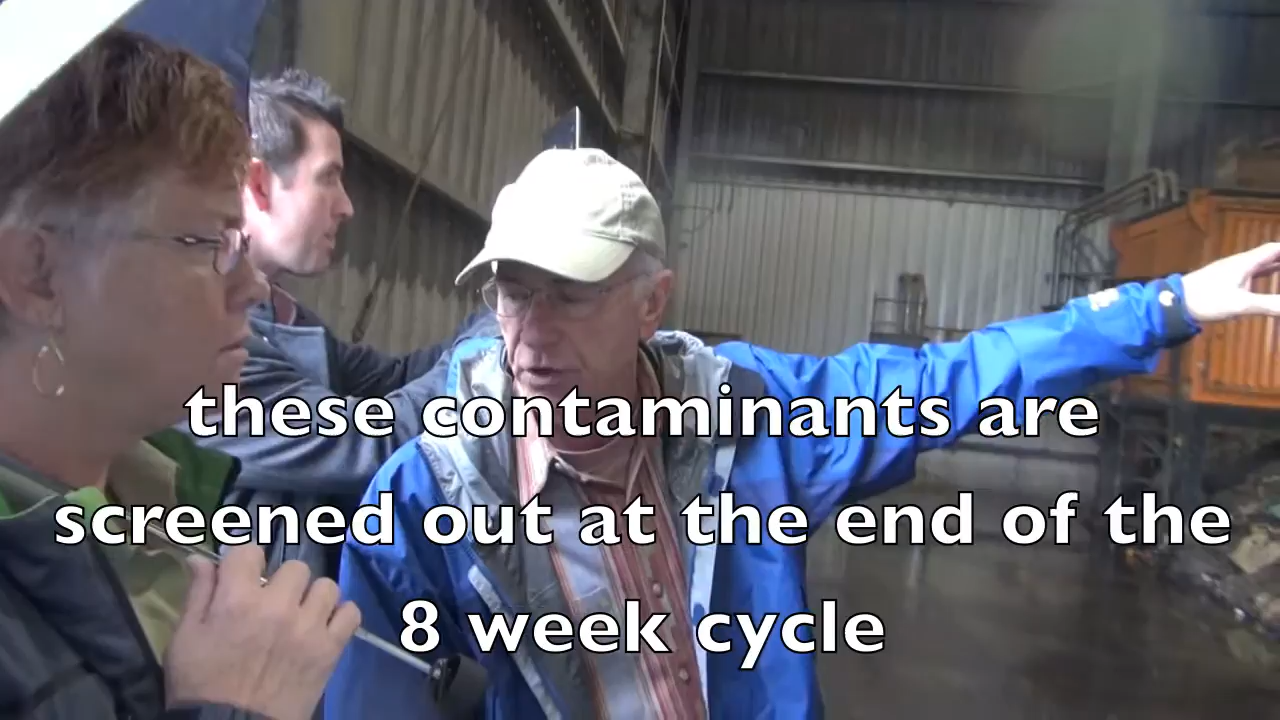 these contaminants are
screened out at the end of the
8 week cycle